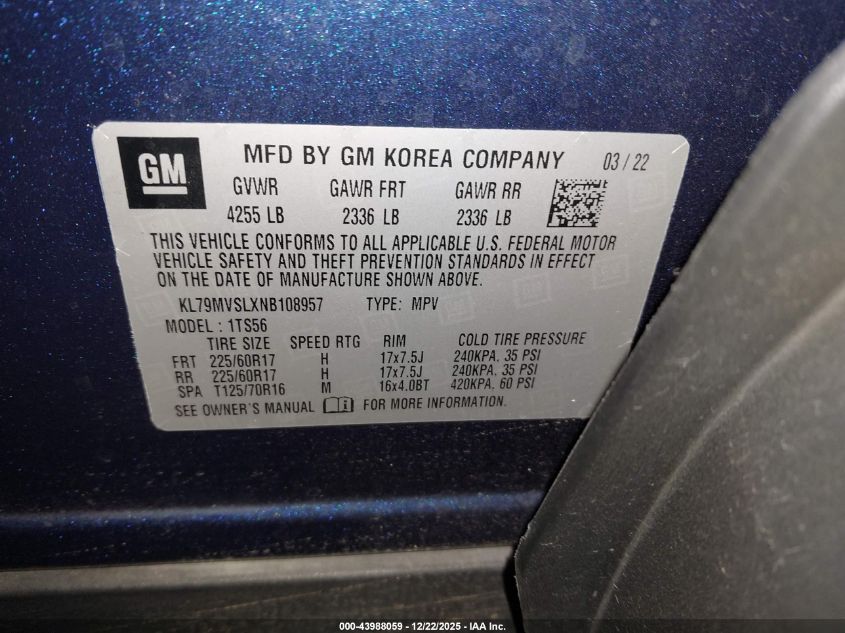 GM MFD BY GM KOREA COMPANY 03/22
GVWR GAWR FRT GAWR RR
4255 LB 2336 LB 2336 LB
THIS VEHICLE CONFORMS TO ALL APPLICABLE U.S. FEDERAL MOTOR
VEHICLE SAFETY AND THEFT PREVENTION STANDARDS IN EFFECT
ON THE DATE OF MANUFACTURE SHOWN ABOVE.
KL79MVSLXNB108957 TYPE: MPV
MODEL: 1TS56
TIRE SIZE SPEED RTG RIM COLD TIRE PRESSURE
FRT 225/60R17 H 17x7.5J 240KPA. 35 PSI
RR 225/60R17 H 17x7.5J 240KPA. 35 PSI
SPA T125/70R16 M 16x4.0BT 420KPA. 60 PSI
SEE OWNER'S MANUAL FOR MORE INFORMATION.
000-43988059 - 12/22/2025 - IAA Inc.